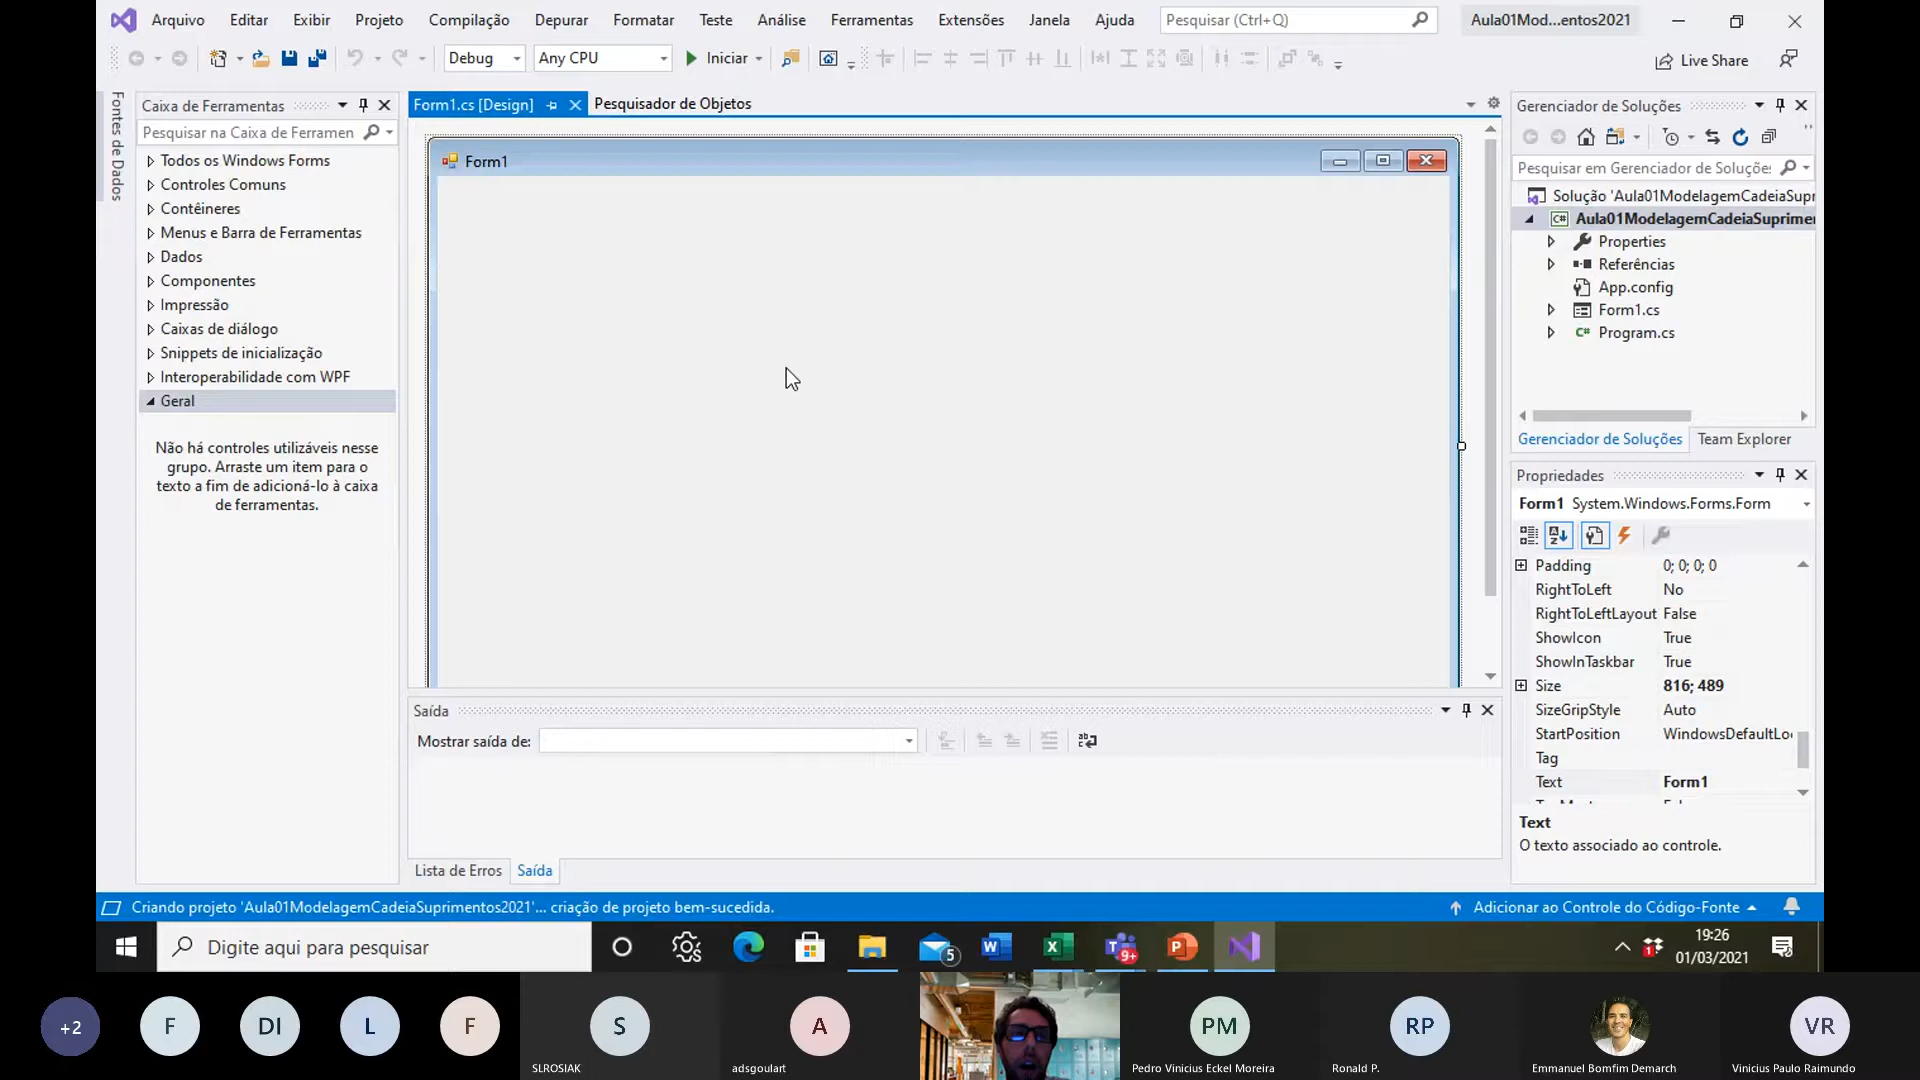 Arquivo Editar Exibir Projeto Compilação Depurar Formatar Teste Análise Ferramentas Extensões Janela Ajuda Pesquisar (Ctrl+Q) Aula01Mod...entos2021
Debug Any CPU Iniciar Live Share
Fontes de Dados
Caixa de Ferramentas
Pesquisar na Caixa de Ferramen
Todos os Windows Forms
Controles Comuns
Contêineres
Menus e Barra de Ferramentas
Dados
Componentes
Impressão
Caixas de diálogo
Snippets de inicialização
Interoperabilidade com WPF
Geral
Não há controles utilizáveis nesse
grupo. Arraste um item para o
texto a fim de adicioná-lo à caixa
de ferramentas.
Form1.cs [Design] Pesquisador de Objetos
Form1
Saída
Mostrar saída de:
Lista de Erros Saída
Gerenciador de Soluções
Pesquisar em Gerenciador de Soluções
Solução 'Aula01ModelagemCadeiaSupr
C# Aula01ModelagemCadeiaSuprime
Properties
Referências
App.config
Form1.cs
C# Program.cs
Gerenciador de Soluções Team Explorer
Propriedades
Form1 System.Windows.Forms.Form
Padding 0; 0; 0; 0
RightToLeft No
RightToLeftLayout False
ShowIcon True
ShowInTaskbar True
Size 816; 489
SizeGripStyle Auto
StartPosition WindowsDefaultLo
Tag
Text Form1
Text
O texto associado ao controle.
Criando projeto 'Aula01ModelagemCadeiaSuprimentos2021'... criação de projeto bem-sucedida. Adicionar ao Controle do Código-Fonte
Digite aqui para pesquisar 5 9+ 1 19:26
01/03/2021
+2 F DI L F S A PM RP VR
SLROSIAK adsgoulart Pedro Vinicius Eckel Moreira Ronald P. Emmanuel Bomfim Demarch Vinicius Paulo Raimundo